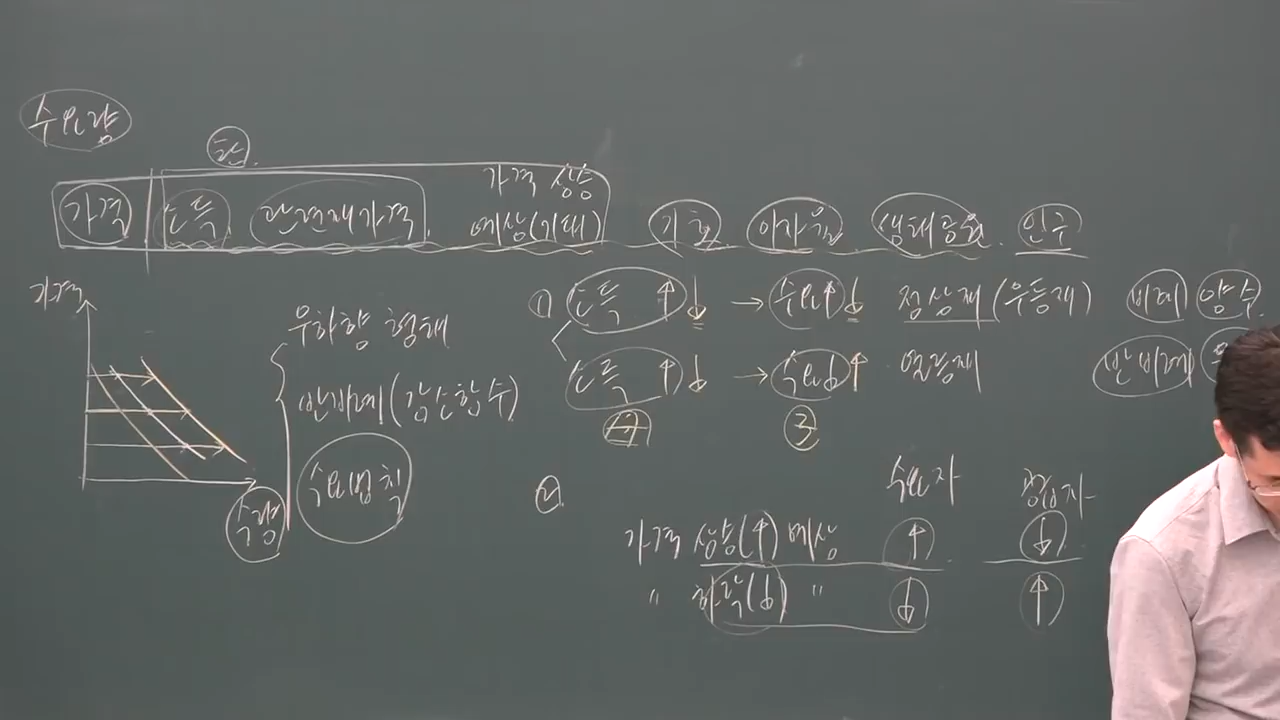 수요량
가격 상승
가격 소득 관련재가격 예상(기대) 기호 이자율 생태공유 인구
가격
우하향 형태
반비례(감소함수)
수요법칙
수량
① 소득 ↑↓ → 수요↑↓ 정상재(우등재) 비례 양수
소득 ↑↓ → 수요↓↑ 열등재 반비례
②
수요자 공급자
가격 상승(↑) 예상 ↑ ↓
" 하락(↓) " ↓ ↑